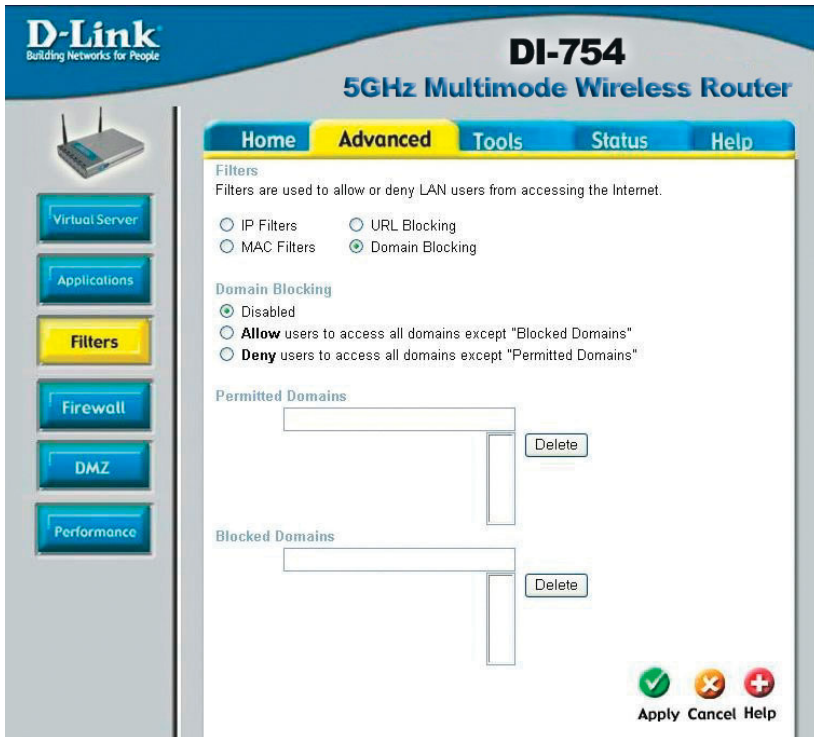 D-Link
Building Networks for People
DI-754
5GHz Multimode Wireless Router
Home Advanced Tools Status Help
Virtual Server
Applications
Filters
Firewall
DMZ
Performance
Filters
Filters are used to allow or deny LAN users from accessing the Internet.
IP Filters URL Blocking
MAC Filters Domain Blocking
Domain Blocking
Disabled
Allow users to access all domains except "Blocked Domains"
Deny users to access all domains except "Permitted Domains"
Permitted Domains
Delete
Blocked Domains
Delete
Apply Cancel Help